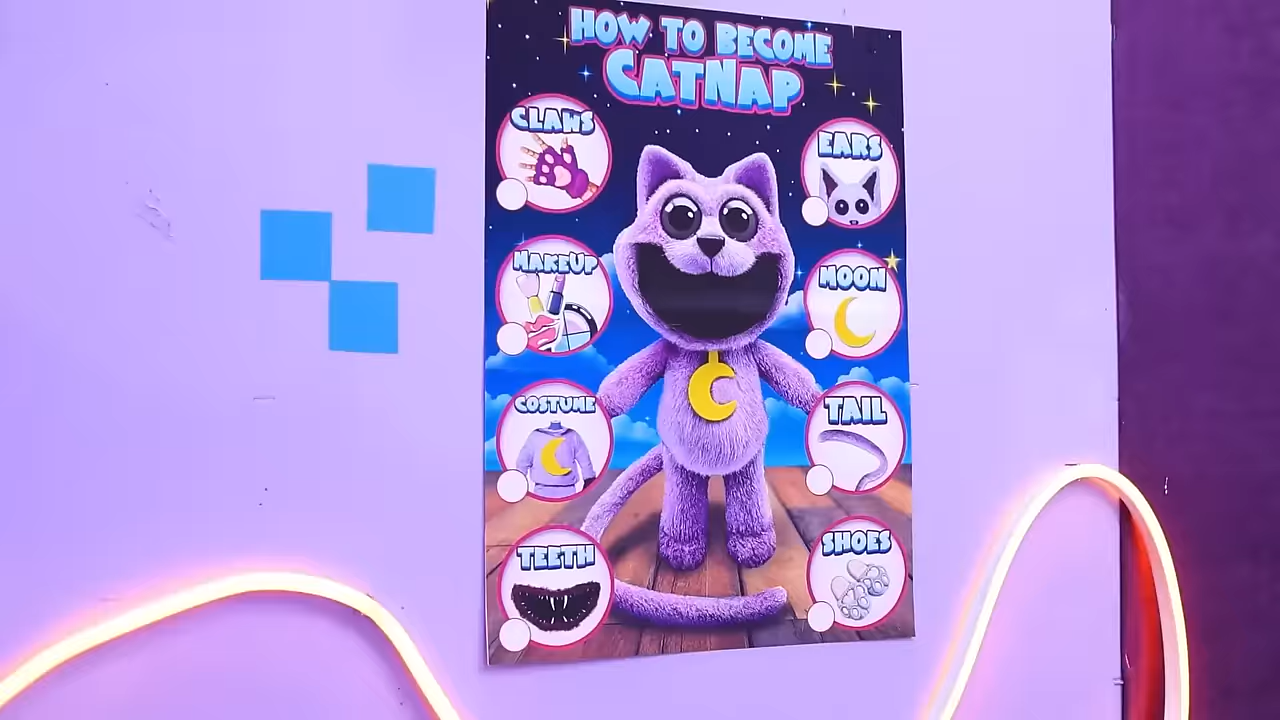 HOW TO BECOME
CATNAP
CLAWS
EARS
MAKEUP
MOON
COSTUME
TAIL
TEETH
SHOES